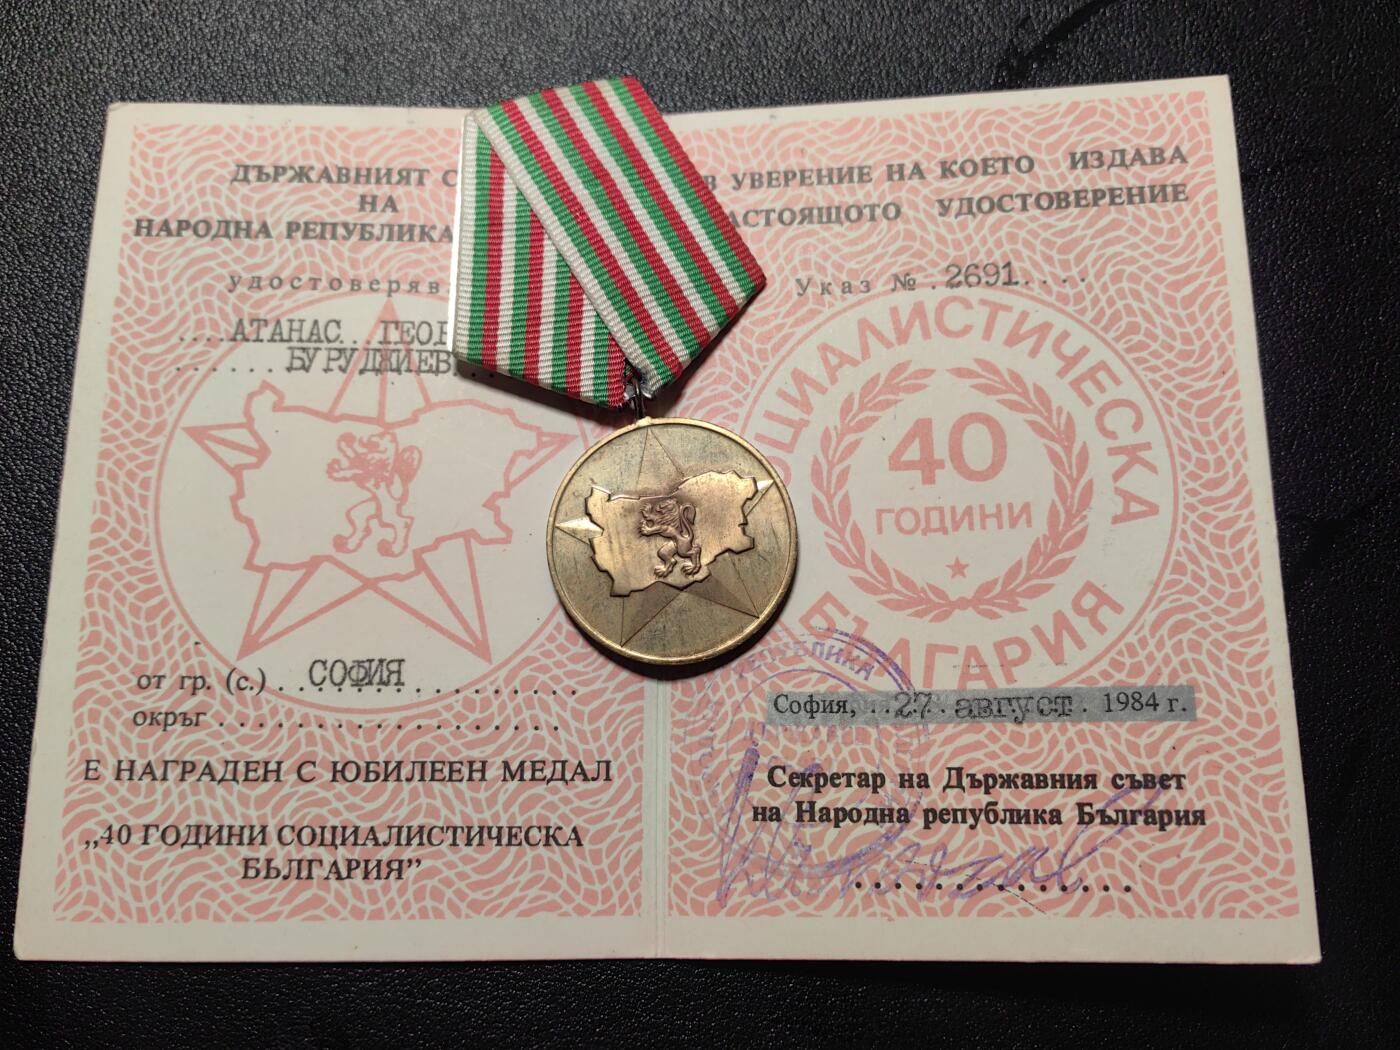 ДЪРЖАВНИЯТ С
НА
НАРОДНА РЕПУБЛИКА
удостоверяв
....АТАНАС..ГЕОР
.......БУРУДЖИЕВ..
от гр. (с.) ..СОФИЯ..............
окръг .....................
Е НАГРАДЕН С ЮБИЛЕЕН МЕДАЛ
„40 ГОДИНИ СОЦИАЛИСТИЧЕСКА
БЪЛГАРИЯ”
В УВЕРЕНИЕ НА КОЕТО ИЗДАВА
НАСТОЯЩОТО УДОСТОВЕРЕНИЕ
Указ № .2691....
СОЦИАЛИСТИЧЕСКА
40
ГОДИНИ
БЪЛГАРИЯ
РЕПУБЛИКА
София, ..27. август. 1984 г.
Секретар на Държавния съвет
на Народна република България